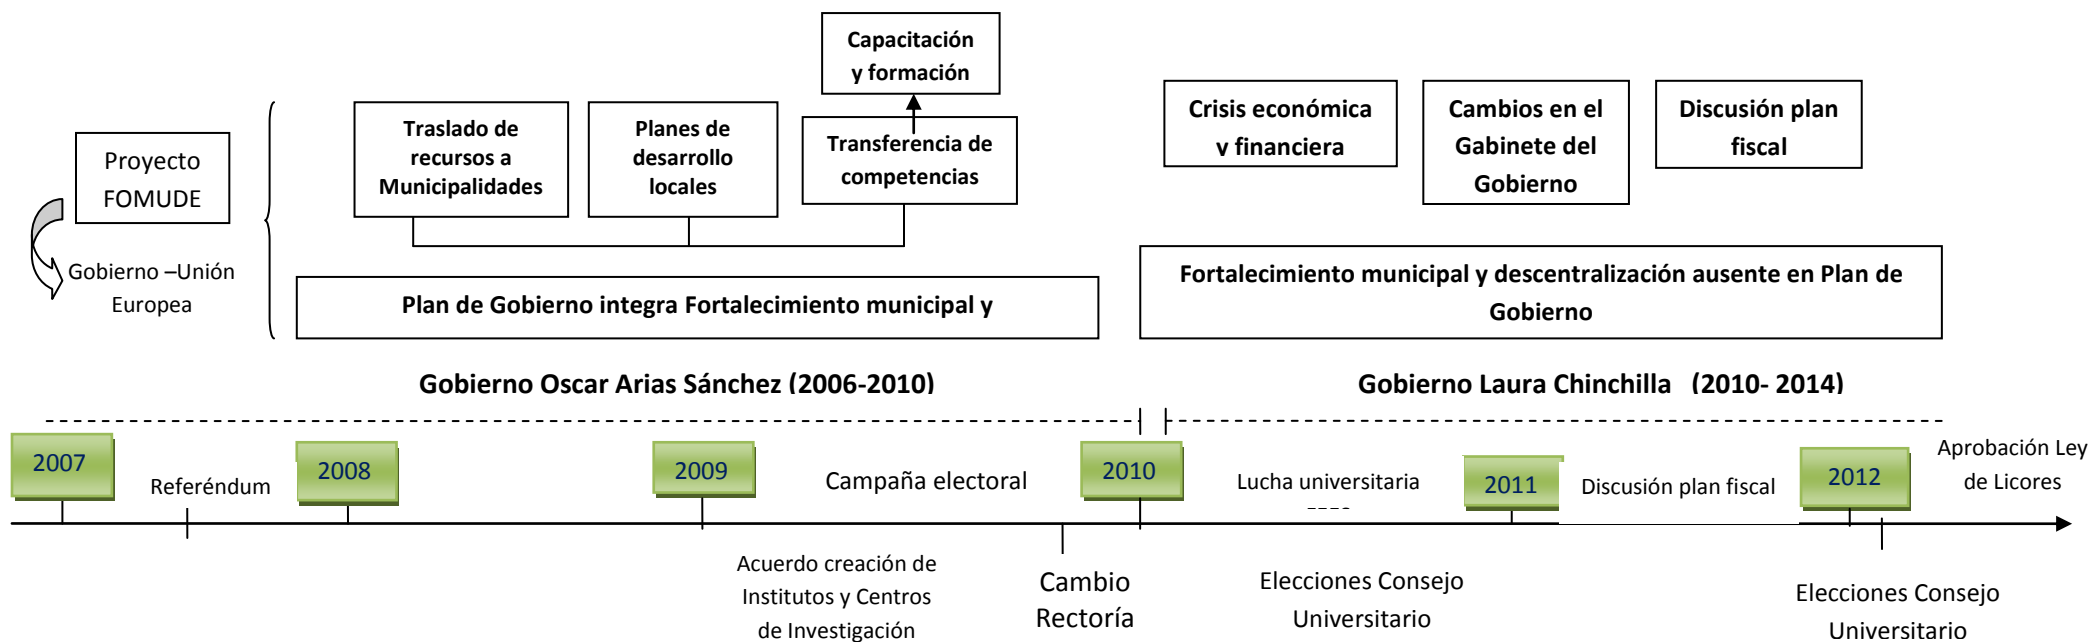 Capacitación
y formación
Traslado de
recursos a
Municipalidades
Planes de
desarrollo
locales
Transferencia de
competencias
Crisis económica
y financiera
Cambios en el
Gabinete del
Gobierno
Discusión plan
fiscal
Proyecto
FOMUDE
Gobierno –Unión
Europea
Plan de Gobierno integra Fortalecimiento municipal y
Fortalecimiento municipal y descentralización ausente en Plan de
Gobierno
Gobierno Oscar Arias Sánchez (2006-2010)
Gobierno Laura Chinchilla (2010- 2014)
2007
Referéndum
2008
2009
Campaña electoral
2010
Lucha universitaria
2011
Discusión plan fiscal
2012
Aprobación Ley
de Licores
Acuerdo creación de
Institutos y Centros
de Investigación
Cambio
Rectoría
Elecciones Consejo
Universitario
Elecciones Consejo
Universitario